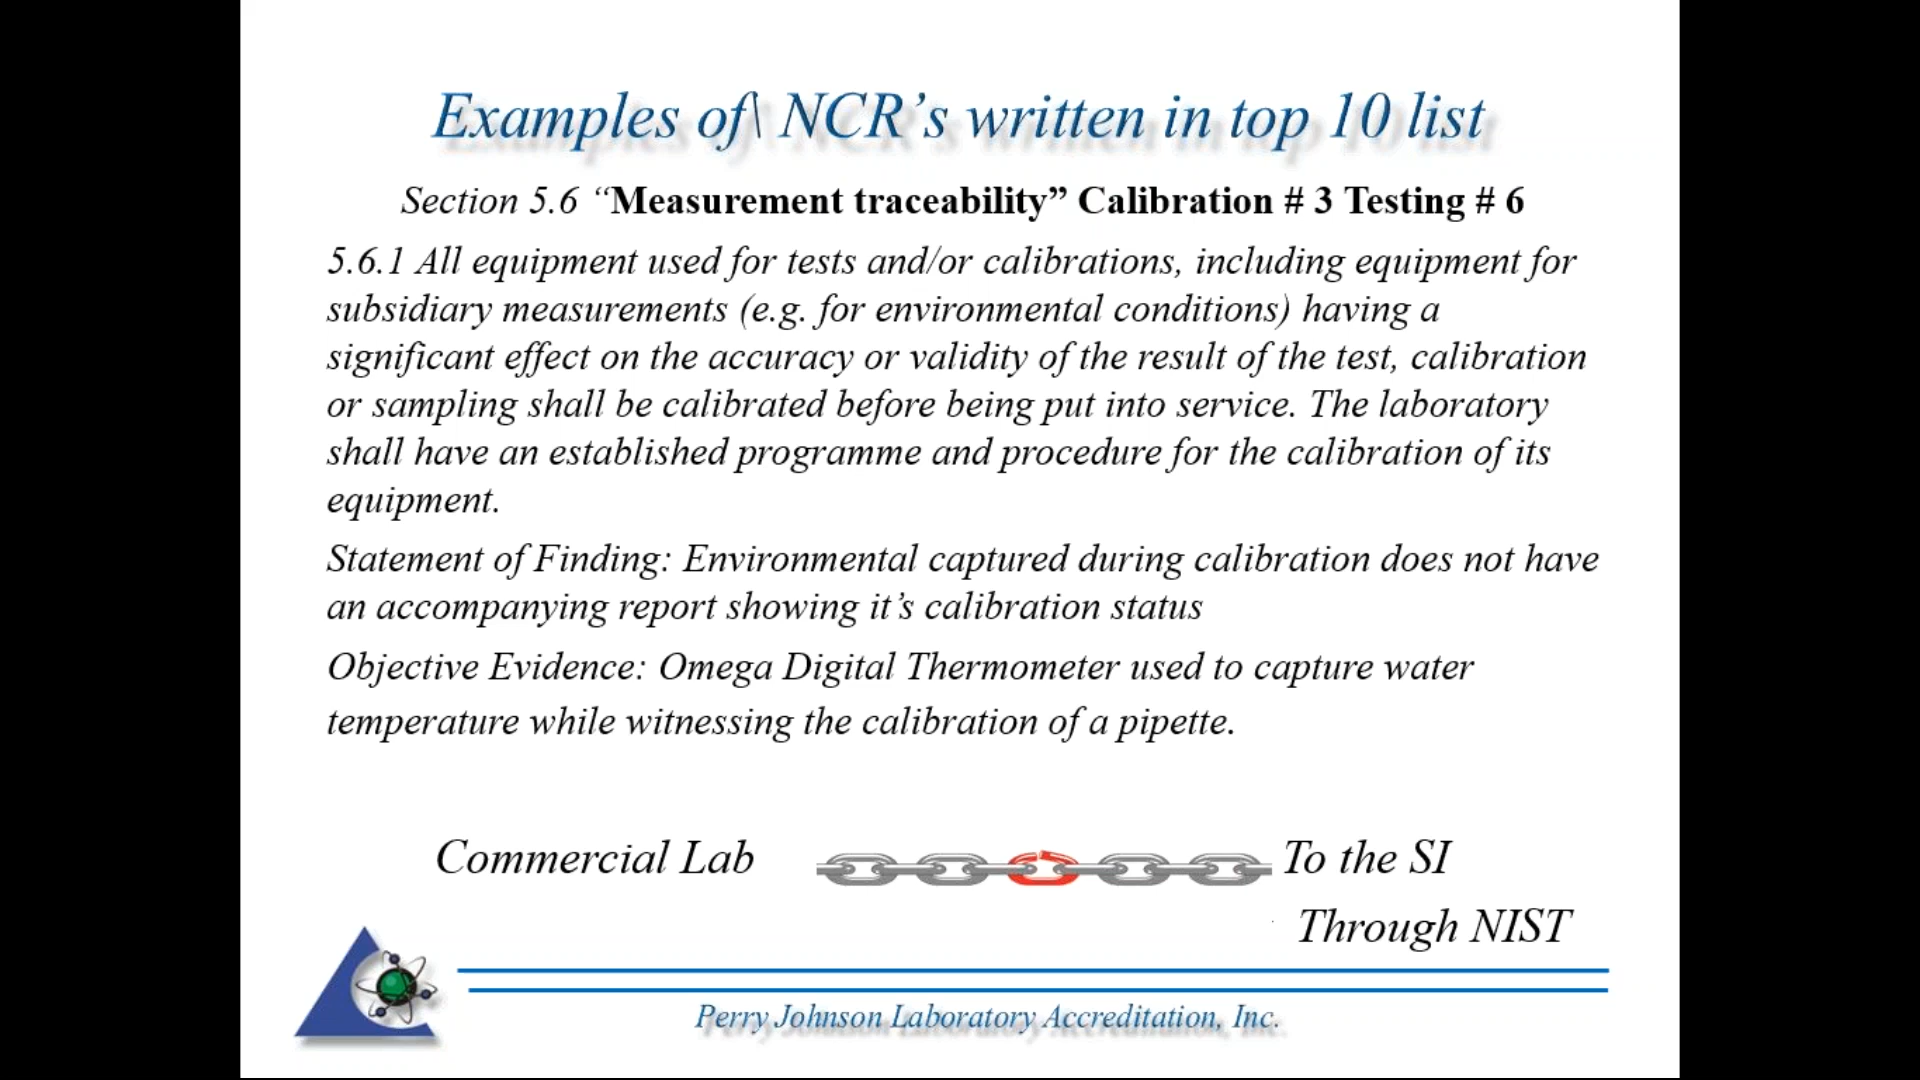 Examples of\ NCR’s written in top 10 list
Section 5.6 “Measurement traceability” Calibration # 3 Testing # 6
5.6.1 All equipment used for tests and/or calibrations, including equipment for
subsidiary measurements (e.g. for environmental conditions) having a
significant effect on the accuracy or validity of the result of the test, calibration
or sampling shall be calibrated before being put into service. The laboratory
shall have an established programme and procedure for the calibration of its
equipment.
Statement of Finding: Environmental captured during calibration does not have
an accompanying report showing it’s calibration status
Objective Evidence: Omega Digital Thermometer used to capture water
temperature while witnessing the calibration of a pipette.
Commercial Lab To the SI
Through NIST
Perry Johnson Laboratory Accreditation, Inc.